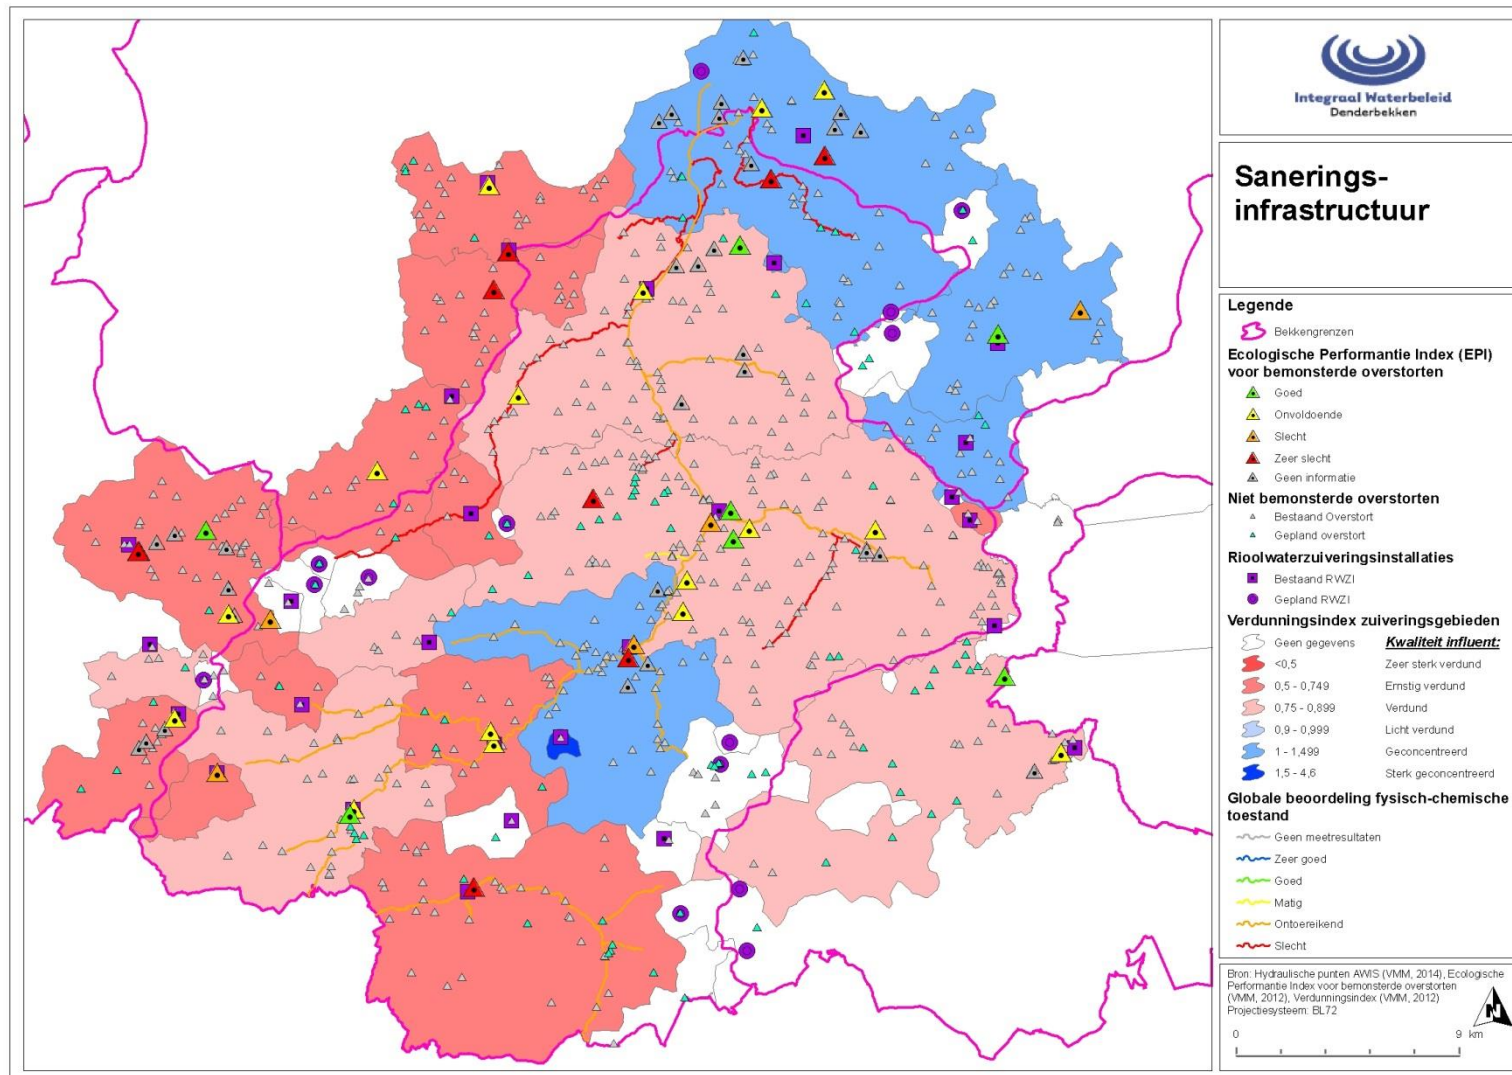 Integraal Waterbeleid
Denderbekken
Sanerings-
infrastructuur
Legende
Bekkengrenzen
Ecologische Performantie Index (EPI)
voor bemonsterde overstorten
Goed
Onvoldoende
Slecht
Zeer slecht
Geen informatie
Niet bemonsterde overstorten
Bestaand Overstort
Gepland overstort
Rioolwaterzuiveringsinstallaties
Bestaand RWZI
Gepland RWZI
Verdunningsindex zuiveringsgebieden
Geen gegevens Kwaliteit influent:
<0,5 Zeer sterk verdund
0,5 - 0,749 Ernstig verdund
0,75 - 0,899 Verdund
0,9 - 0,999 Licht verdund
1 - 1,499 Geconcentreerd
1,5 - 4,6 Sterk geconcentreerd
Globale beoordeling fysisch-chemische
toestand
Geen meetresultaten
Zeer goed
Goed
Matig
Ontoereikend
Slecht
Bron: Hydraulische punten AWIS (VMM, 2014), Ecologische
Performantie Index voor bemonsterde overstorten
(VMM, 2012), Verdunningsindex (VMM, 2012)
Projectiesysteem: BL72
N
0 9 km